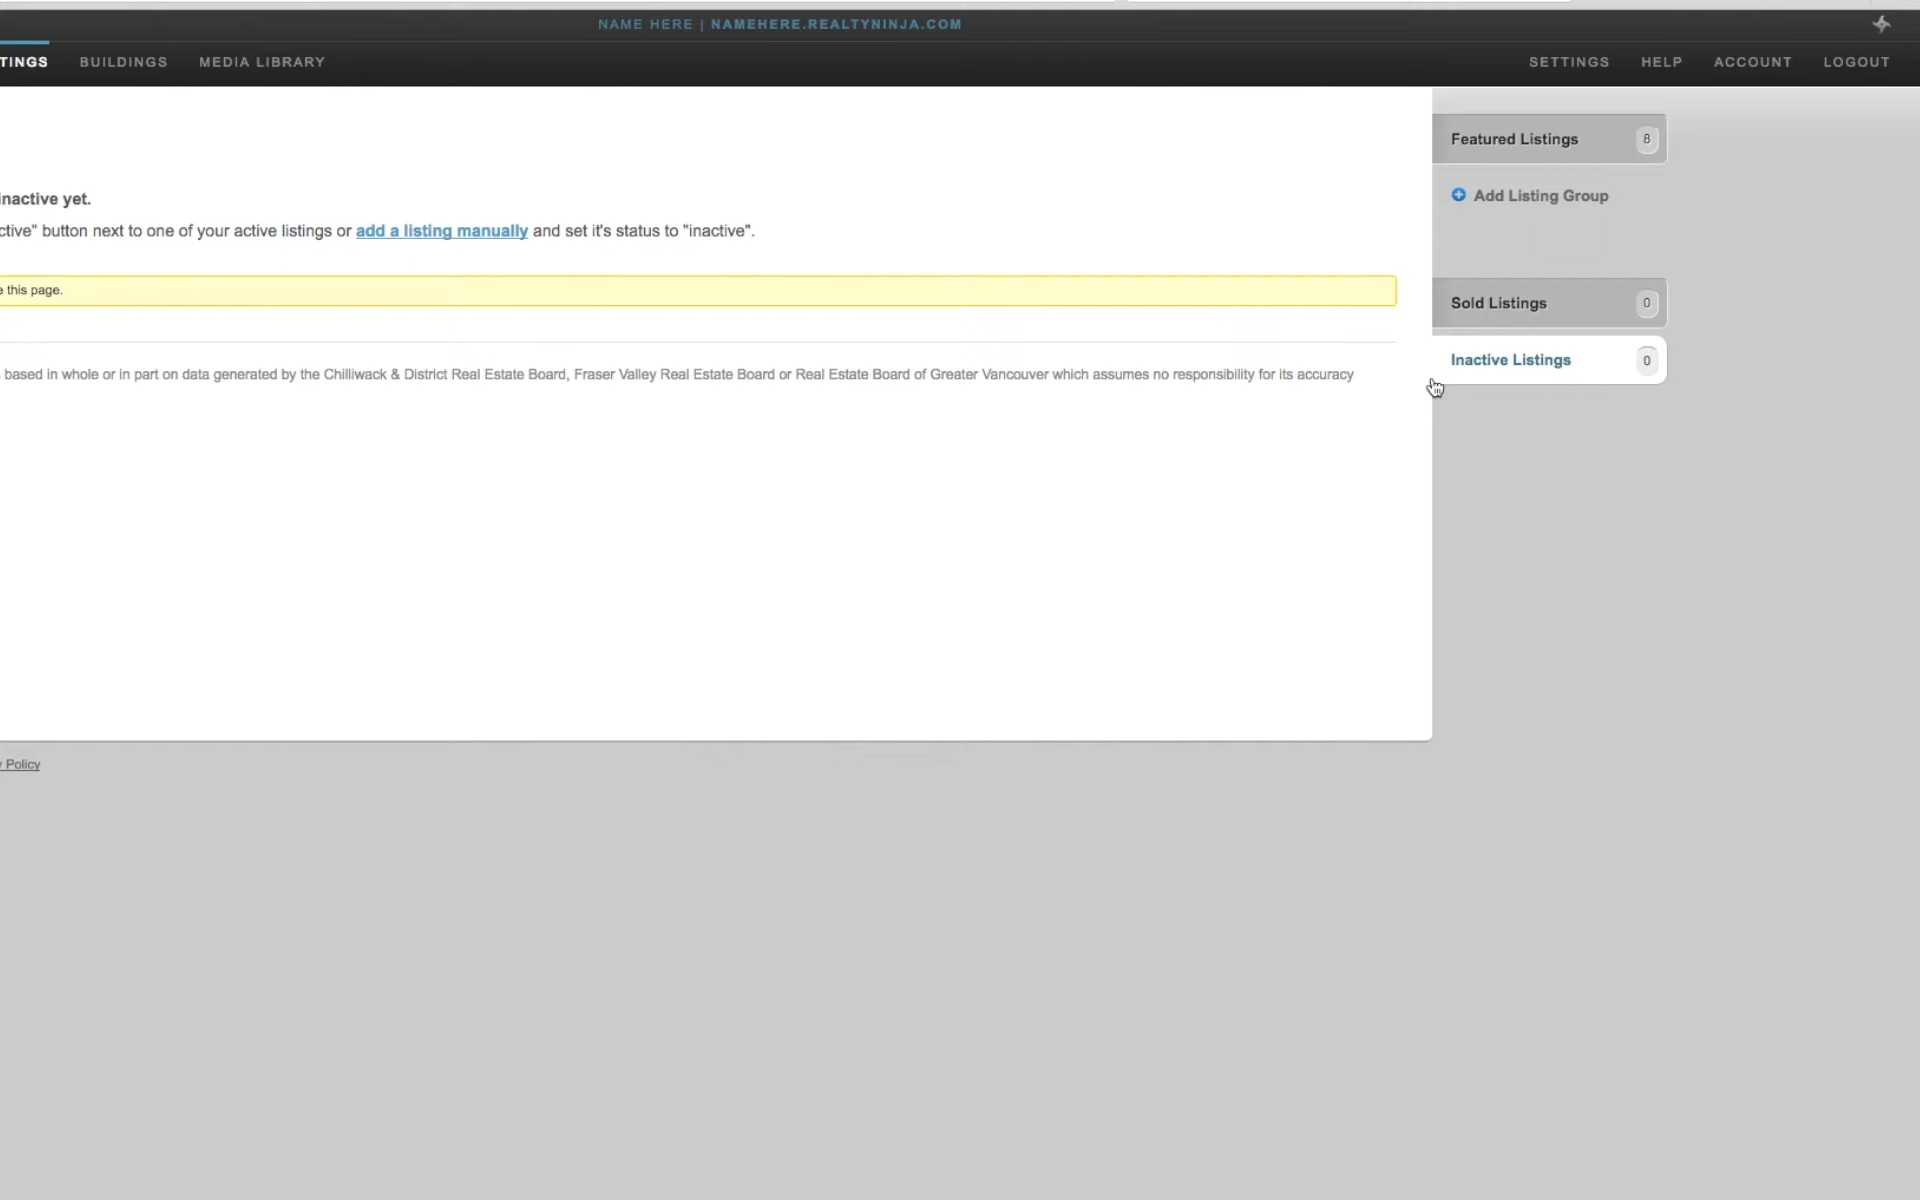 NAME HERE | NAMEHERE.REALTYNINJA.COM
TINGS BUILDINGS MEDIA LIBRARY SETTINGS HELP ACCOUNT LOGOUT
Featured Listings 8
Add Listing Group
inactive yet.
ctive" button next to one of your active listings or add a listing manually and set it's status to "inactive".
e this page.
Sold Listings 0
Inactive Listings 0
based in whole or in part on data generated by the Chilliwack & District Real Estate Board, Fraser Valley Real Estate Board or Real Estate Board of Greater Vancouver which assumes no responsibility for its accuracy
y Policy